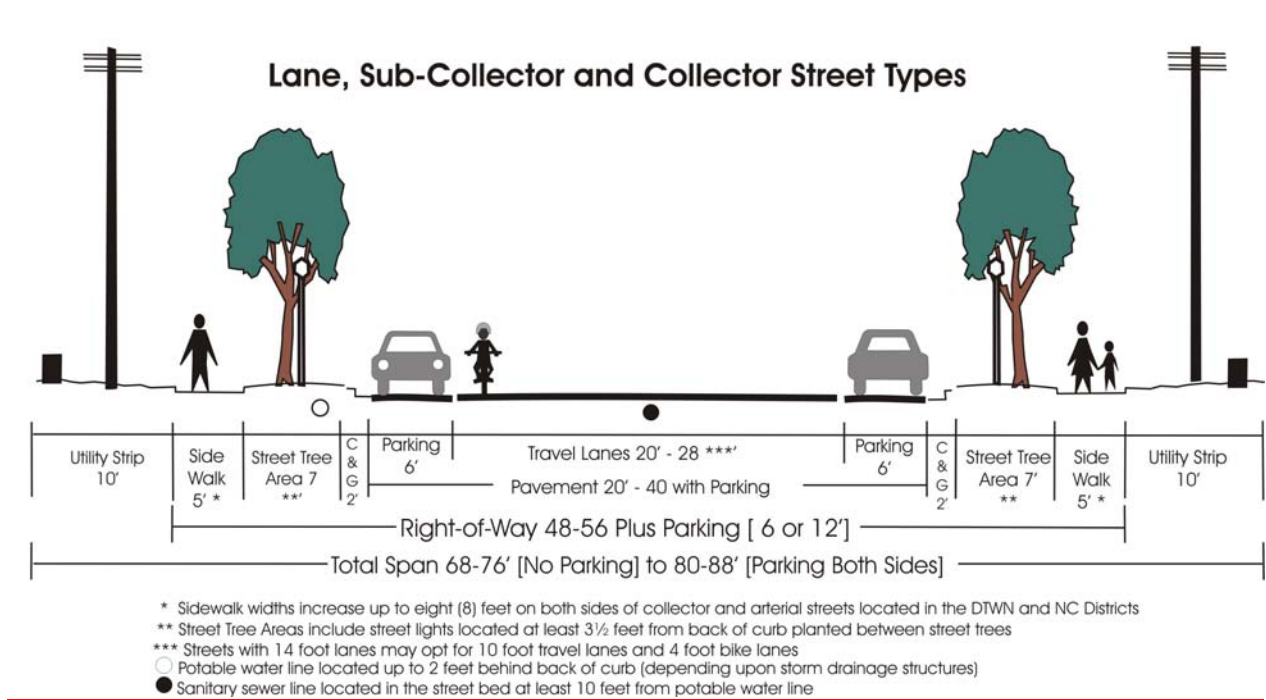 Lane, Sub-Collector and Collector Street Types
Utility Strip
10'
Side
Walk
5' *
Street Tree
Area 7
**'
C
&
G
2'
Parking
6'
Travel Lanes 20' - 28 ***'
Pavement 20' - 40 with Parking
Parking
6'
C
&
G
2'
Street Tree
Area 7'
**
Side
Walk
5' *
Utility Strip
10'
Right-of-Way 48-56 Plus Parking [ 6 or 12']
Total Span 68-76' [No Parking] to 80-88' [Parking Both Sides]
* Sidewalk widths increase up to eight (8) feet on both sides of collector and arterial streets located in the DTWN and NC Districts
** Street Tree Areas include street lights located at least 3½ feet from back of curb planted between street trees
*** Streets with 14 foot lanes may opt for 10 foot travel lanes and 4 foot bike lanes
Potable water line located up to 2 feet behind back of curb (depending upon storm drainage structures)
Sanitary sewer line located in the street bed at least 10 feet from potable water line